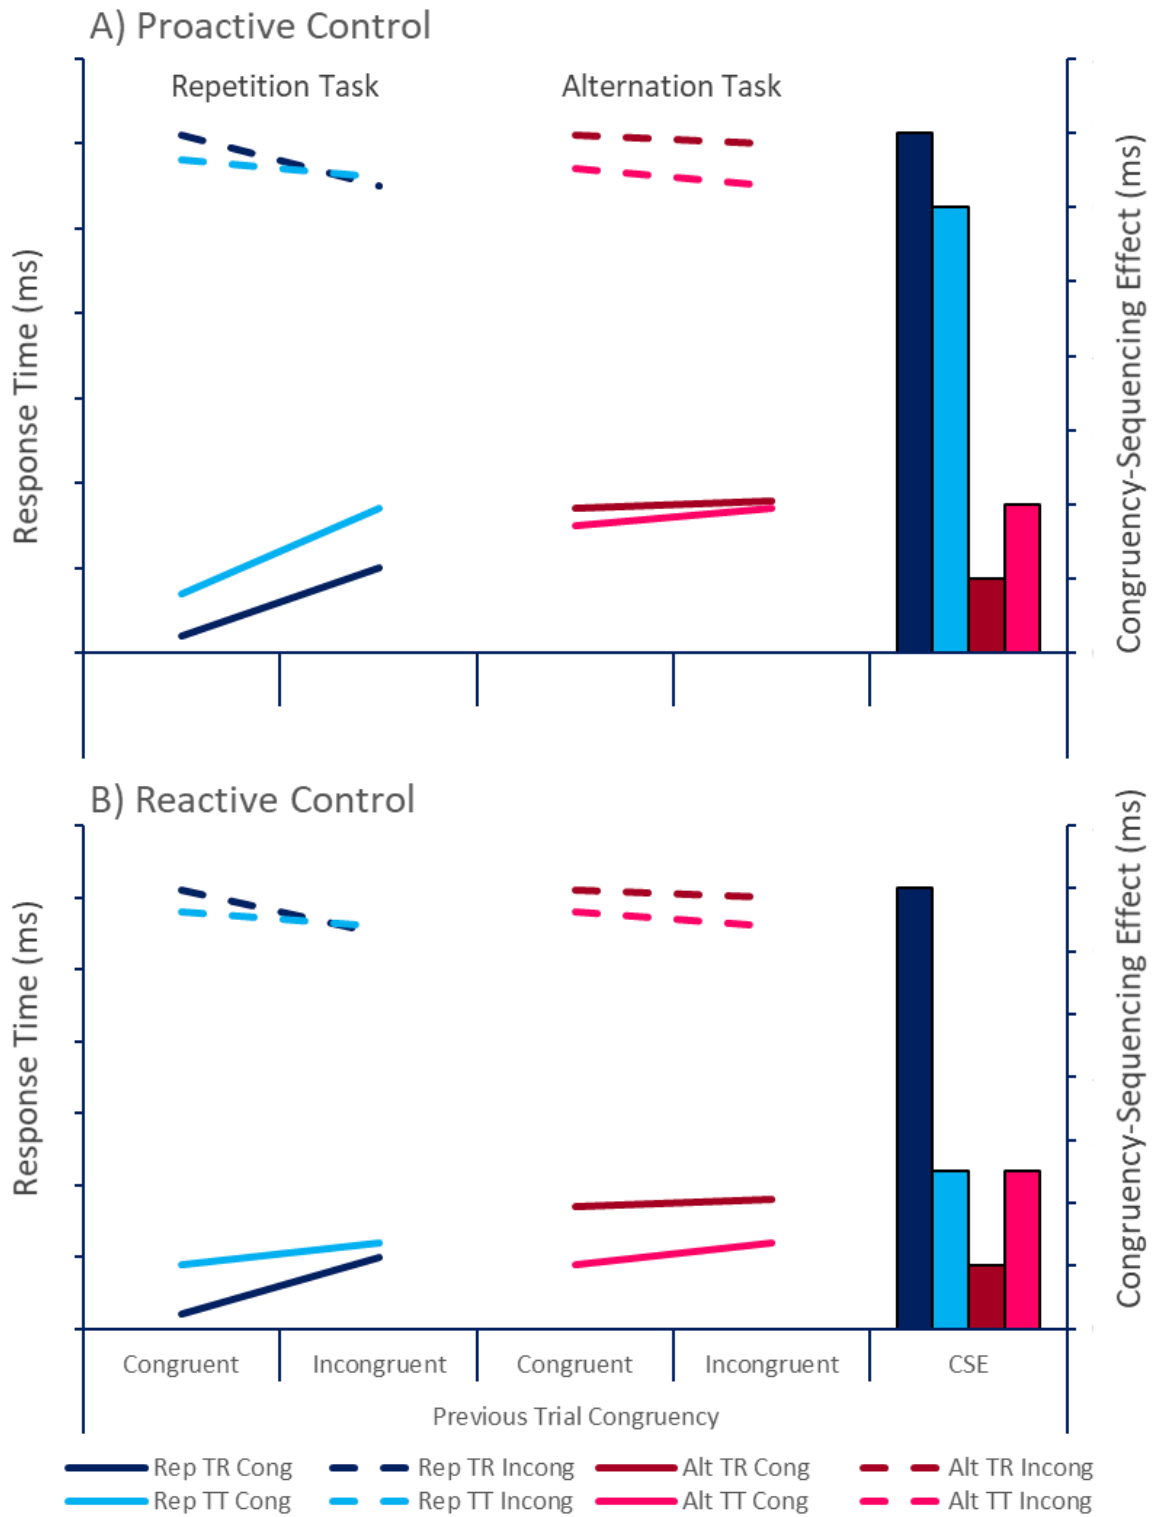 A) Proactive Control
Repetition Task
Alternation Task
Response Time (ms)
Congruency-Sequencing Effect (ms)
B) Reactive Control
Response Time (ms)
Congruency-Sequencing Effect (ms)
Congruent
Incongruent
Congruent
Incongruent
CSE
Previous Trial Congruency
Rep TR Cong
Rep TR Incong
Alt TR Cong
Alt TR Incong
Rep TT Cong
Rep TT Incong
Alt TT Cong
Alt TT Incong